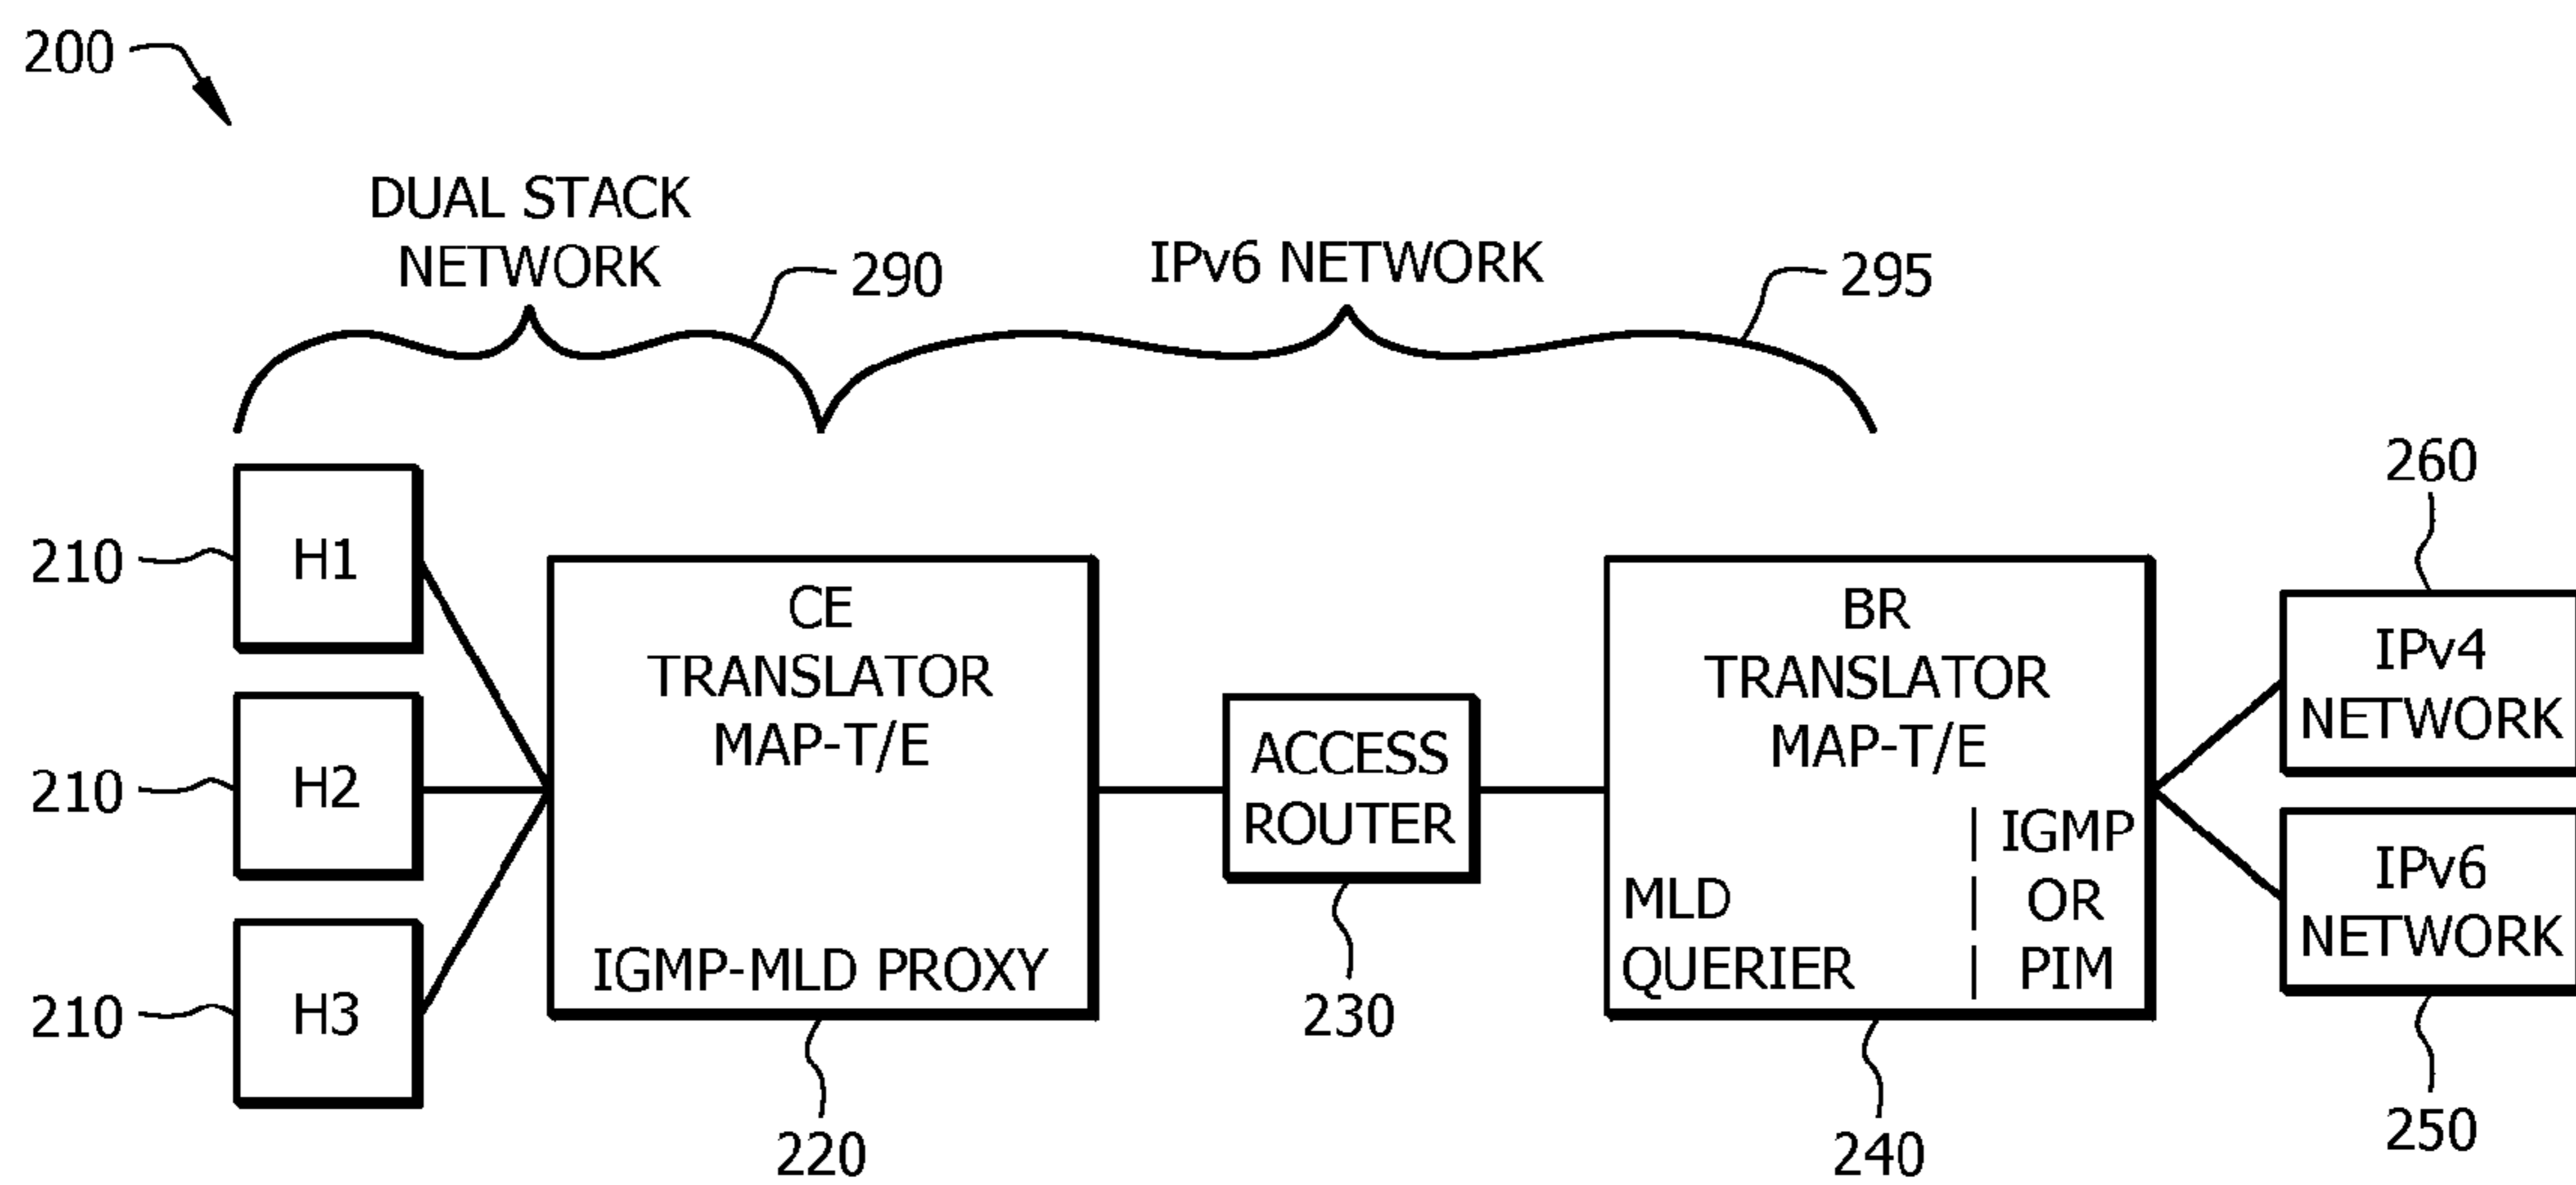 200
DUAL STACK
NETWORK
290
IPv6 NETWORK
295
210
H1
210
H2
210
H3
CE
TRANSLATOR
MAP-T/E
IGMP-MLD PROXY
220
ACCESS
ROUTER
230
BR
TRANSLATOR
MAP-T/E
MLD
QUERIER
IGMP
OR
PIM
240
260
IPv4
NETWORK
IPv6
NETWORK
250